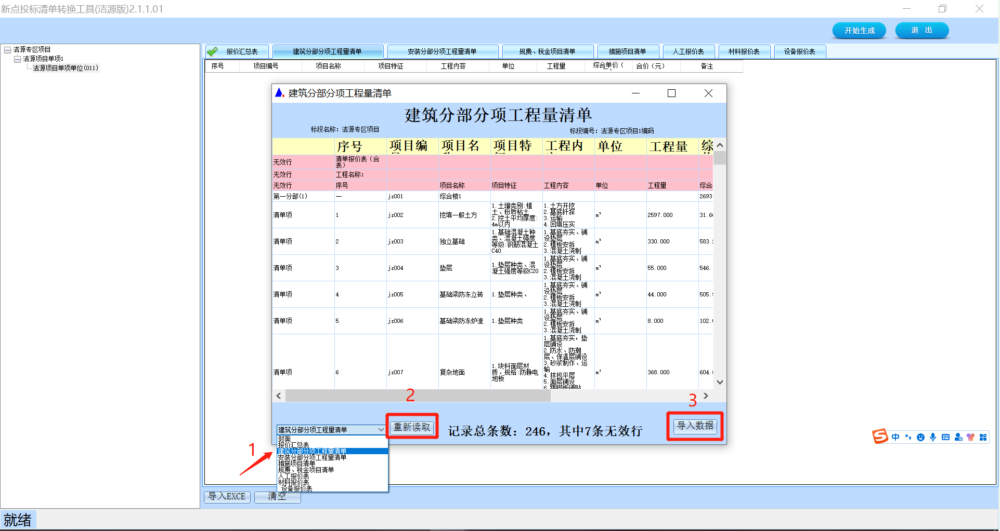 新点投标清单转换工具(洁源版)2.1.1.01
开始生成
退 出
洁源专区项目
洁源项目单项1
洁源项目单项单位(011)
报价汇总表 建筑分部分项工程量清单 安装分部分项工程量清单 规费、税金项目清单 措施项目清单 人工报价表 材料报价表 设备报价表
序号 项目编号 项目名称 项目特征 工程内容 单位 工程量 综合单价（ 合价（元） 备注
建筑分部分项工程量清单
建筑分部分项工程量清单
标段名称：洁源专区项目
标段编号：洁源专区项目1编码
序号 项目编 项目名 项目特 工程内 单位 工程量 综
无效行 清单报价表（合
表）
无效行 工程名称：
无效行 序号 项目名称 项目特征 工程内容 单位 工程量 综合
第一分部(1) 一 jz001 综合楼1 2693
清单项 1 jz002 挖填一般土方
1.土壤类别:植
土、粉质粘土
2.挖土平均厚度:
4m以内
1.土方开挖
2.基底钎探
3.运输
4.回填压实
m³ 2597.000 31.6
清单项 2 jz003 独立基础
1.基础混凝土种
类、混凝土强度
等级:钢筋混凝土
C40
1.基底夯实、铺
设垫层
2.模板安拆
3.混凝土浇制
m³ 330.000 583.
清单项 3 jz004 垫层
1.垫层种类、混
凝土强度等级C20
1.基底夯实、铺
设垫层
2.模板安拆
3.混凝土浇制
m³ 55.000 546.
清单项 4 jz005 基础梁防冻立砖 1.垫层种类、
1.基底夯实、铺
设垫层
2.模板安拆
3.混凝土浇制
m³ 44.000 505.
清单项 5 jz006 基础梁防冻炉渣 1.垫层种类
1.基底夯实、铺
设垫层
2.模板安拆
3.混凝土浇制
m³ 8.000 102.
清单项 6 jz007 复杂地面
1.块料面层材
质、规格:防静电
地板
1.基底夯实，垫
层铺设
2.防水、防潮
层、保温层铺设
3.砂浆制作、运
输
4.抹找平层
5.面层铺设
6.踢脚板铺贴
368.000 604.
2
3
建筑分部分项工程量清单
重新读取
记录总条数：246，其中7条无效行
导入数据
1
封面
报价汇总表
建筑分部分项工程量清单
安装分部分项工程量清单
措施项目清单
规费、税金项目清单
人工报价表
材料报价表
设备报价表
中
导入EXCE
清空
就绪